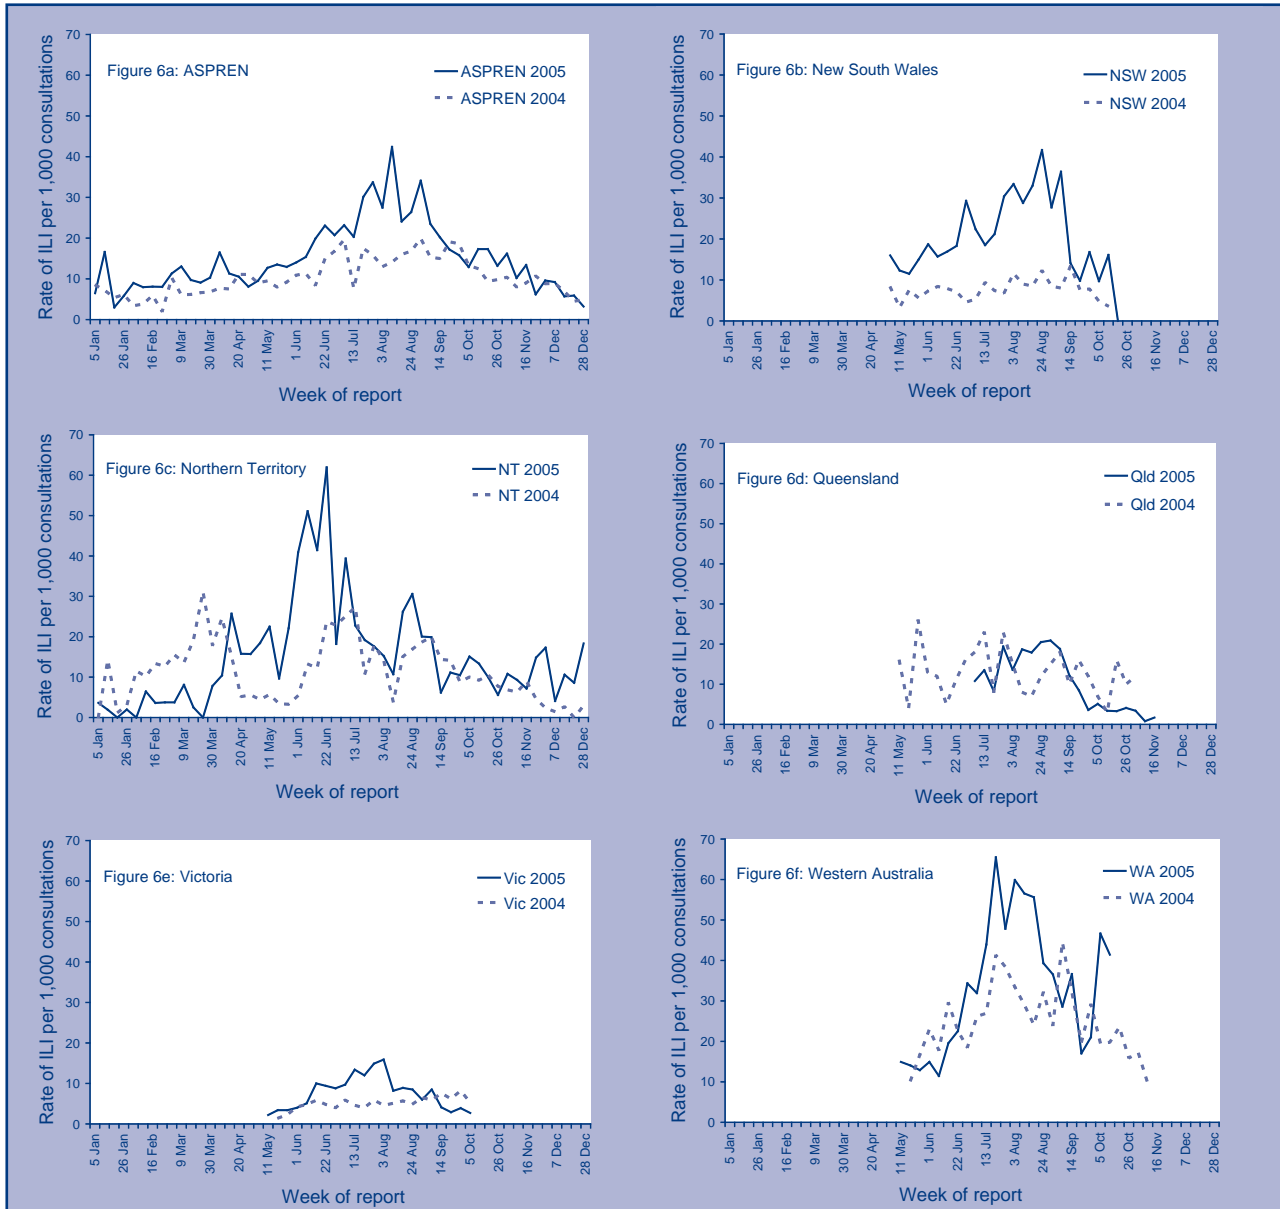 Figure 6a: ASPREN
ASPREN 2005
ASPREN 2004
Rate of ILI per 1,000 consultations
70
60
50
40
30
20
10
0
5 Jan
26 Jan
16 Feb
9 Mar
30 Mar
20 Apr
11 May
1 Jun
22 Jun
13 Jul
3 Aug
24 Aug
14 Sep
5 Oct
26 Oct
16 Nov
7 Dec
28 Dec
Week of report
Figure 6b: New South Wales
NSW 2005
NSW 2004
Rate of ILI per 1,000 consultations
70
60
50
40
30
20
10
0
5 Jan
26 Jan
16 Feb
9 Mar
30 Mar
20 Apr
11 May
1 Jun
22 Jun
13 Jul
3 Aug
24 Aug
14 Sep
5 Oct
26 Oct
16 Nov
7 Dec
28 Dec
Week of report
Figure 6c: Northern Territory
NT 2005
NT 2004
Rate of ILI per 1,000 consultations
70
60
50
40
30
20
10
0
5 Jan
26 Jan
16 Feb
9 Mar
30 Mar
20 Apr
11 May
1 Jun
22 Jun
13 Jul
3 Aug
24 Aug
14 Sep
5 Oct
26 Oct
16 Nov
7 Dec
28 Dec
Week of report
Figure 6d: Queensland
Qld 2005
Qld 2004
Rate of ILI per 1,000 consultations
70
60
50
40
30
20
10
0
5 Jan
26 Jan
16 Feb
9 Mar
30 Mar
20 Apr
11 May
1 Jun
22 Jun
13 Jul
3 Aug
24 Aug
14 Sep
5 Oct
26 Oct
16 Nov
7 Dec
28 Dec
Week of report
Figure 6e: Victoria
Vic 2005
Vic 2004
Rate of ILI per 1,000 consultations
70
60
50
40
30
20
10
0
5 Jan
26 Jan
16 Feb
9 Mar
30 Mar
20 Apr
11 May
1 Jun
22 Jun
13 Jul
3 Aug
24 Aug
14 Sep
5 Oct
26 Oct
16 Nov
7 Dec
28 Dec
Week of report
Figure 6f: Western Australia
WA 2005
WA 2004
Rate of ILI per 1,000 consultations
70
60
50
40
30
20
10
0
5 Jan
26 Jan
16 Feb
9 Mar
30 Mar
20 Apr
11 May
1 Jun
22 Jun
13 Jul
3 Aug
24 Aug
14 Sep
5 Oct
26 Oct
16 Nov
7 Dec
28 Dec
Week of report